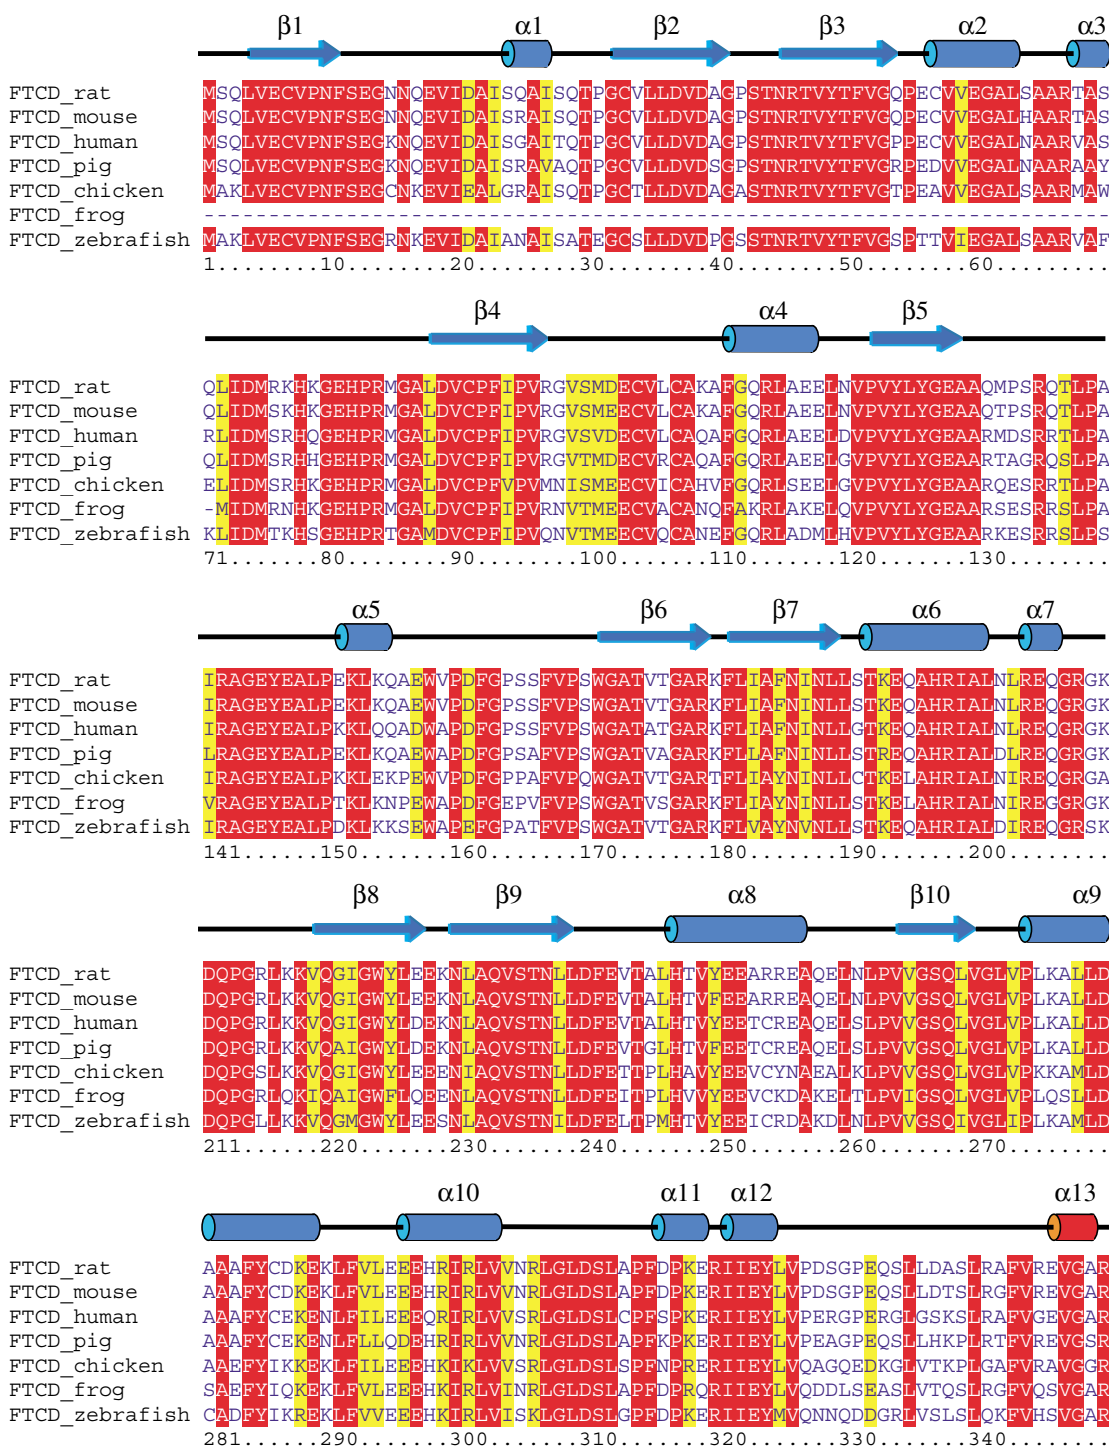 β1 α1 β2 β3 α2 α3
FTCD_rat MSQLVECVPNFSEGNNQEVIDAISQAISQTPGCVLLDVDAGPSTNRTVYTFVGQPECVVEGALSAARTAS
FTCD_mouse MSQLVECVPNFSEGNNQEVIDAISRAISQTPGCVLLDVDAGPSTNRTVYTFVGQPECVVEGALHAARTAS
FTCD_human MSQLVECVPNFSEGKNQEVIDAISGAITQTPGCVLLDVDAGPSTNRTVYTFVGPPECVVEGALNAARVAS
FTCD_pig MSQLVECVPNFSEGKNQEVIDAISRAVAQTPGCVLLDVDSGPSTNRTVYTFVGRPEDVVEGALNAARAAY
FTCD_chicken MAKLVECVPNFSEGCNKEVIEALGRAISQTPGCTLLDVDAGASTNRTVYTFVGTPEAVVEGALSAARMAW
FTCD_frog ----------------------------------------------------------------------
FTCD_zebrafish MAKLVECVPNFSEGRNKEVIDAIANAISATEGCSLLDVDPGSSTNRTVYTFVGSPTTVIEGALSAARVAF
1........10........20........30........40........50........60.........
β4 α4 β5
FTCD_rat QLIDMRKHKGEHPRMGALDVCPFIPVRGVSMDECVLCAKAFGQRLAEELNVPVYLYGEAAQMPSRQTLPA
FTCD_mouse QLIDMSKHKGEHPRMGALDVCPFIPVRGVSMEECVLCAKAFGQRLAEELNVPVYLYGEAAQTPSRQTLPA
FTCD_human RLIDMSRHQGEHPRMGALDVCPFIPVRGVSVDECVLCAQAFGQRLAEELDVPVYLYGEAARMDSRRTLPA
FTCD_pig QLIDMSRHHGEHPRMGALDVCPFIPVRGVTMDECVRCAQAFGQRLAEELGVPVYLYGEAARTAGRQSLPA
FTCD_chicken ELIDMSRHKGEHPRMGALDVCPFVPVMNISMEECVICAHVFGQRLSEELGVPVYLYGEAARQESRRTLPA
FTCD_frog -MIDMRNHKGEHPRMGALDVCPFIPVRNVTMEECVACANQFAKRLAKELQVPVYLYGEAARSESRRSLPA
FTCD_zebrafish KLIDMTKHSGEHPRTGAMDVCPFIPVQNVTMEECVQCANEFGQRLADMLHVPVYLYGEAARKESRRSLPS
71.......80........90........100.......110.......120.......130.........
α5 β6 β7 α6 α7
FTCD_rat IRAGEYEALPEKLKQAEWVPDFGPSSFVPSWGATVTGARKFLIAFNINLLSTKEQAHRIALNLREQGRGK
FTCD_mouse IRAGEYEALPEKLKQAEWVPDFGPSSFVPSWGATVTGARKFLIAFNINLLSTKEQAHRIALNLREQGRGK
FTCD_human IRAGEYEALPKKLQQADWAPDFGPSSFVPSWGATATGARKFLIAFNINLLGTKEQAHRIALNLREQGRGK
FTCD_pig LRAGEYEALPEKLKQAEWAPDFGPSAFVPSWGATVAGARKFLLAFNINLLSTREQAHRIALDLREQGRGK
FTCD_chicken IRAGEYEALPKKLEKPEWVPDFGPPAFVPQWGATVTGARTFLIAYNINLLCTKELAHRIALNIREQGRGA
FTCD_frog VRAGEYEALPTKLKNPEWAPDFGEPVFVPSWGATVSGARKFLIAYNINLLSTKELAHRIALNIREGGRGK
FTCD_zebrafish IRAGEYEALPDKLKKSEWAPEFGPATFVPSWGATVTGARKFLVAYNVNLLSTKEQAHRIALDIREQGRSK
141......150.......160.......170.......180.......190.......200.........
β8 β9 α8 β10 α9
FTCD_rat DQPGRLKKVQGIGWYLEEKNLAQVSTNLLDFEVTALHTVYEEARREAQELNLPVVGSQLVGLVPLKALLD
FTCD_mouse DQPGRLKKVQGIGWYLEEKNLAQVSTNLLDFEVTALHTVFEEARREAQELNLPVVGSQLVGLVPLKALLD
FTCD_human DQPGRLKKVQGIGWYLDEKNLAQVSTNLLDFEVTALHTVYEETCREAQELSLPVVGSQLVGLVPLKALLD
FTCD_pig DQPGRLKKVQAIGWYLDEKNLAQVSTNLLDFEVTGLHTVFEETCREAQELSLPVVGSQLVGLVPLKALLD
FTCD_chicken DQPGSLKKVQGIGWYLEENIAQVSTNLLDFETTPLHAVYEEVCYNAEALKLPVVGSQLVGLVPKKAMLD
FTCD_frog DQPGRLQKIQAIGWFLQEENLAQVSTNLLDFEITPLHVVYEEVCKDAKELTLPVIGSQLVGLVPLQSLLD
FTCD_zebrafish DQPGLLKKVQGMGWYLEESNLAQVSTNILDFELTPMHTVYEEICRDAKDLNLPVVGSQIVGLIPLKAMLD
211......220.......230.......240.......250.......260.......270.........
α10 α11 α12 α13
FTCD_rat AAAFYCDKEKLFVLEEEHRIRLVVNRLGLDSLAPFDPKERIIEYLVPDSGPEQSLLDASLRAFVREVGAR
FTCD_mouse AAAFYCDKEKLFVLEEEHRIRLVVNRLGLDSLAPFDPKERIIEYLVPDSGPEQSLLDTSLRGFVREVGAR
FTCD_human AAAFYCEKENLFILEEEQRIRLVVNRLGLDSLCPFSPKERIIEYLVPERGPERGLGSKSLRAFVGEVGAR
FTCD_pig AAAFYCEKENLFLLQDEHRIRLVVNRLGLDSLAPFKPKERIIEYLVPEAGPEQSLLHKPLRTFVREVGSR
FTCD_chicken AAEFYIKKEKLFILEEEHKIKLVVSRLGLDSLSPFNPRERIIEYLVQAGQEDKGLVTKPLGAFVRAVGGR
FTCD_frog SAEFYIQKEKLFVLEEEHKIRLVINRLGLDSLAPFDPRQRIIEYLVQDDLSEASLVTQSLRGFVQSVGAR
FTCD_zebrafish CADFYIKREKLFVVEEEHKIRLVISKLGLDSLGPFDPKERIIEYMVQNNQDDGRLVSLSLQKFVHSVGAR
281......290.......300.......310.......320.......330.......340.........